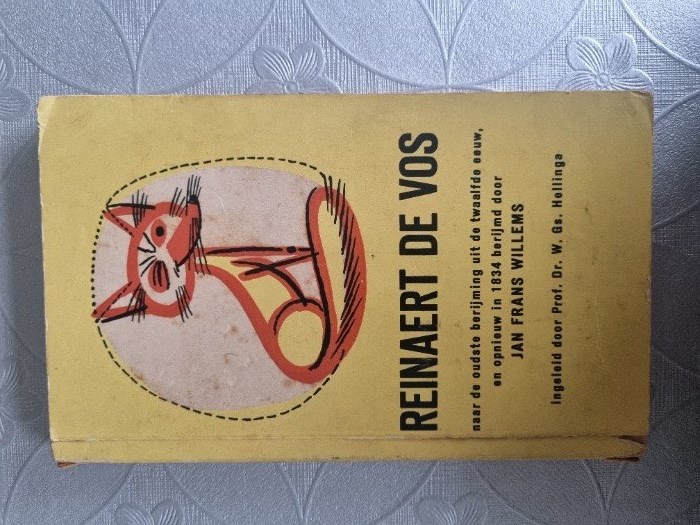 REINAERT DE VOS
naar de oudste berijming uit de twaalfde eeuw,
en opnieuw in 1834 berijmd door
JAN FRANS WILLEMS
ingeleid door Prof. Dr. W. Gs. Hellinga